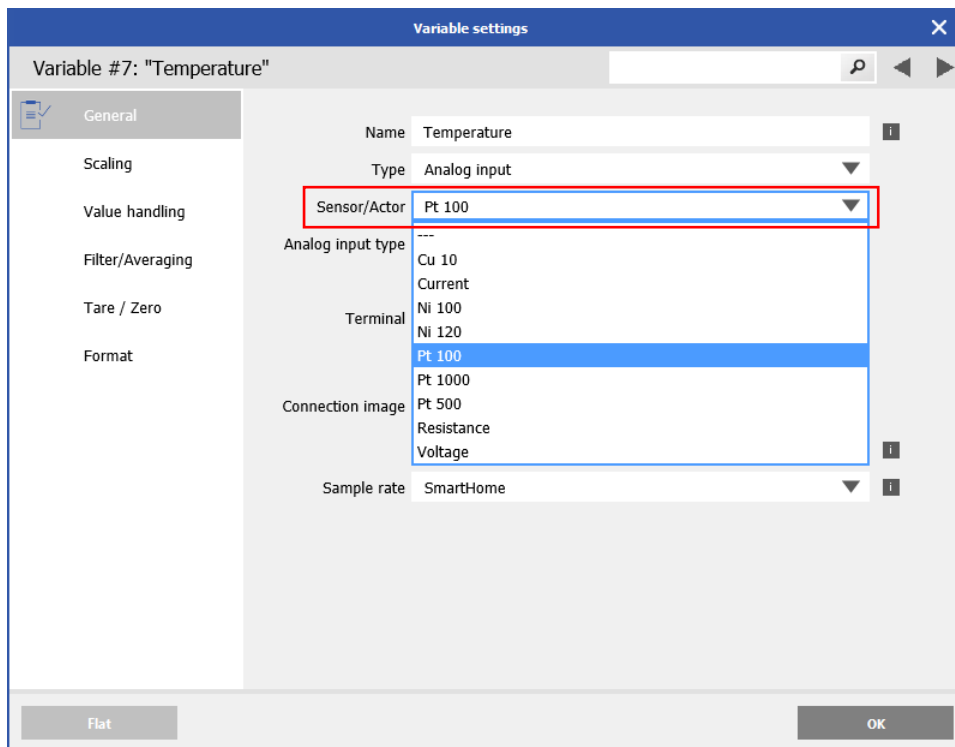 Variable settings
Variable #7: "Temperature"
General
Scaling
Value handling
Filter/Averaging
Tare / Zero
Format
Name Temperature
Type Analog input
Sensor/Actor Pt 100
Analog input type
---
Cu 10
Current
Ni 100
Terminal
Ni 120
Pt 100
Pt 1000
Connection image Pt 500
Resistance
Voltage
Sample rate SmartHome
Flat
OK